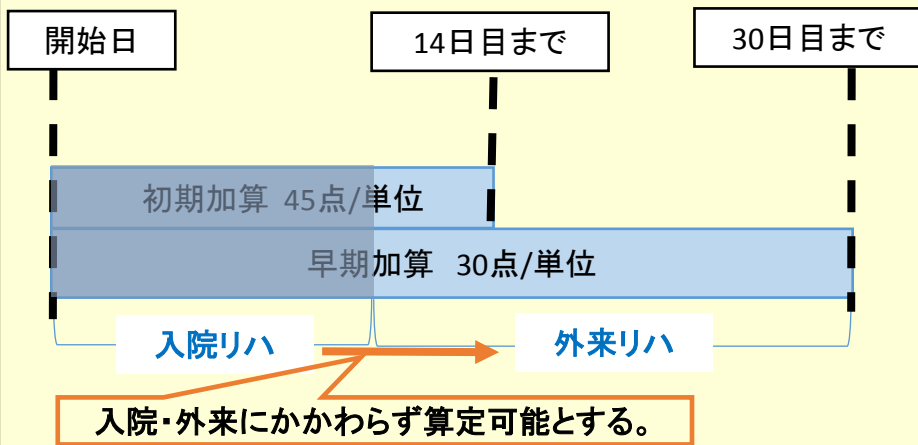 開始日
14日目まで
30日目まで
初期加算 45点/単位
早期加算 30点/単位
入院リハ
外来リハ
入院・外来にかかわらず算定可能とする。